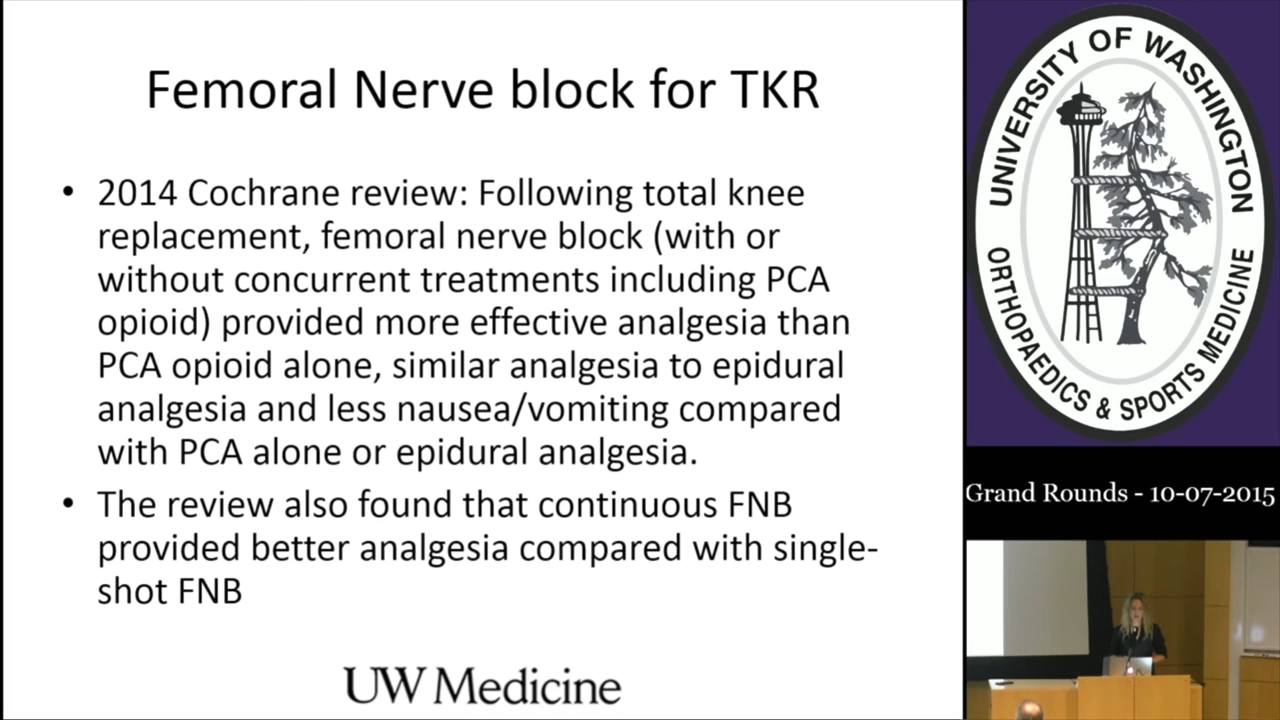 Femoral Nerve block for TKR
• 2014 Cochrane review: Following total knee
replacement, femoral nerve block (with or
without concurrent treatments including PCA
opioid) provided more effective analgesia than
PCA opioid alone, similar analgesia to epidural
analgesia and less nausea/vomiting compared
with PCA alone or epidural analgesia.
• The review also found that continuous FNB
provided better analgesia compared with single-
shot FNB
UW Medicine
UNIVERSITY OF WASHINGTON
ORTHOPAEDICS & SPORTS MEDICINE
Grand Rounds - 10-07-2015